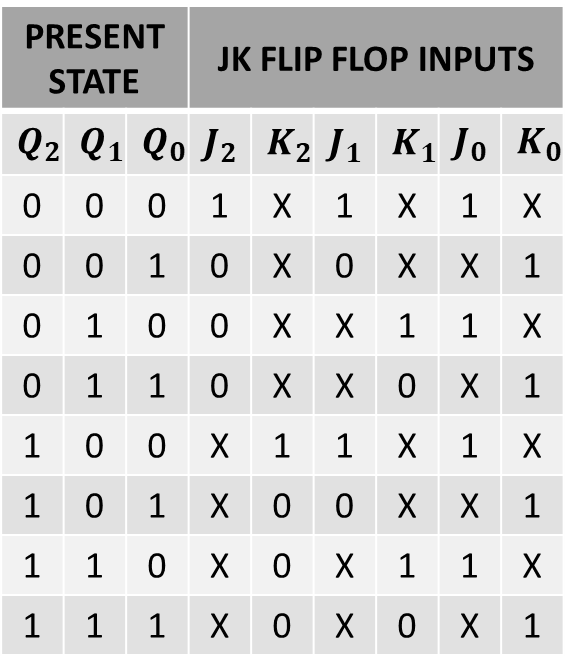 PRESENT STATE JK FLIP FLOP INPUTS
Q₂ Q₁ Q₀ J₂ K₂ J₁ K₁ J₀ K₀
0 0 0 1 X 1 X 1 X
0 0 1 0 X 0 X X 1
0 1 0 0 X X 1 1 X
0 1 1 0 X X 0 X 1
1 0 0 X 1 1 X 1 X
1 0 1 X 0 0 X X 1
1 1 0 X 0 X 1 1 X
1 1 1 X 0 X 0 X 1